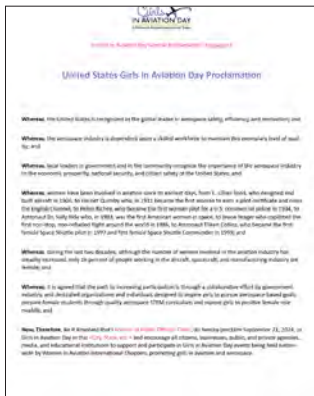 Girls
IN AVIATION DAY
United States Girls In Aviation Day Proclamation
Whereas, the United States is recognized as the global leader in aerospace safety, efficiency, and innovation; and
Whereas, the aerospace industry is dependent upon a skilled workforce to maintain this exemplary level of
and
Whereas, local leaders in government and in the community recognize the importance of the aerospace industry
to the economic prosperity, national security, and citizen safety of the United States; and
Whereas, women have been involved in aviation since its earliest days, from E. Lilian Todd, who designed and
built aircraft in 1906, to Harriet Quimby who, in 1911 became the first woman to earn a pilot certificate and cross
the English Channel, to Helen Richey, who became the first woman pilot for a U.S. commercial airline in 1934, to
Astronaut Dr. Sally Ride who, in 1983, was the first American woman in space, to Jeana Yeager who copiloted the
first non-stop, non-refueled flight around the world in 1986, to Astronaut Eileen Collins, who became the first
female Space Shuttle pilot in 1995 and first female Space Shuttle Commander in 1999; and
Whereas, during the last two decades, although the number of women involved in the aviation industry has
steadily increased, only 26 percent of people working in the aircraft, spacecraft, and manufacturing industry are
female; and
Whereas, it is agreed that the path to increasing participation is through a collaborative effort by government,
industry, and dedicated organizations and individuals designed to inspire girls to pursue aerospace-based goals,
female students through quality aerospace STEM curriculum and expose girls to positive female role
models; and
Now, Therefore, be it Resolved that I do hereby proclaim September 21, 2024, as
Girls in Aviation Day in the and encourage all citizens, businesses, public and private agencies,
media, and educational institutions to support and participate in Girls in Aviation Day events being held
by Women in Aviation International Chapters, promoting girls in aviation and aerospace.